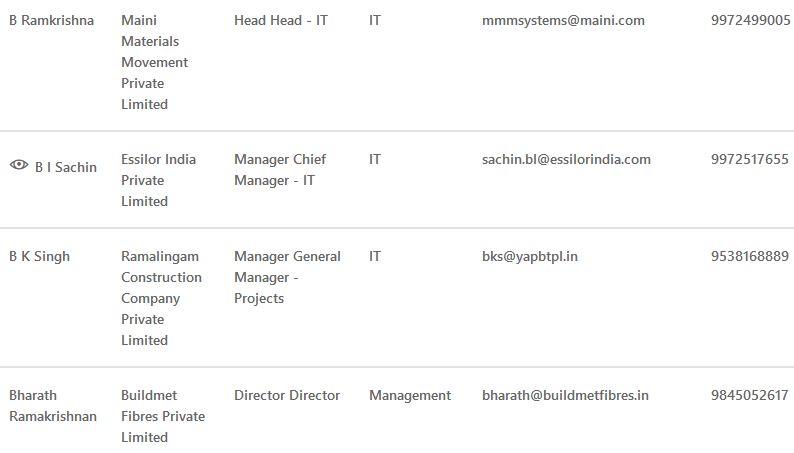 B Ramkrishna Maini Head Head - IT IT mmmsystems@maini.com 9972499005
Materials
Movement
Private
Limited
B I Sachin Essilor India Manager Chief IT sachin.bl@essilorindia.com 9972517655
Private Manager - IT
Limited
B K Singh Ramalingam Manager General IT bks@yapbtpl.in 9538168889
Construction Manager -
Company Projects
Private
Limited
Bharath Buildmet Director Director Management bharath@buildmetfibres.in 9845052617
Ramakrishnan Fibres Private
Limited